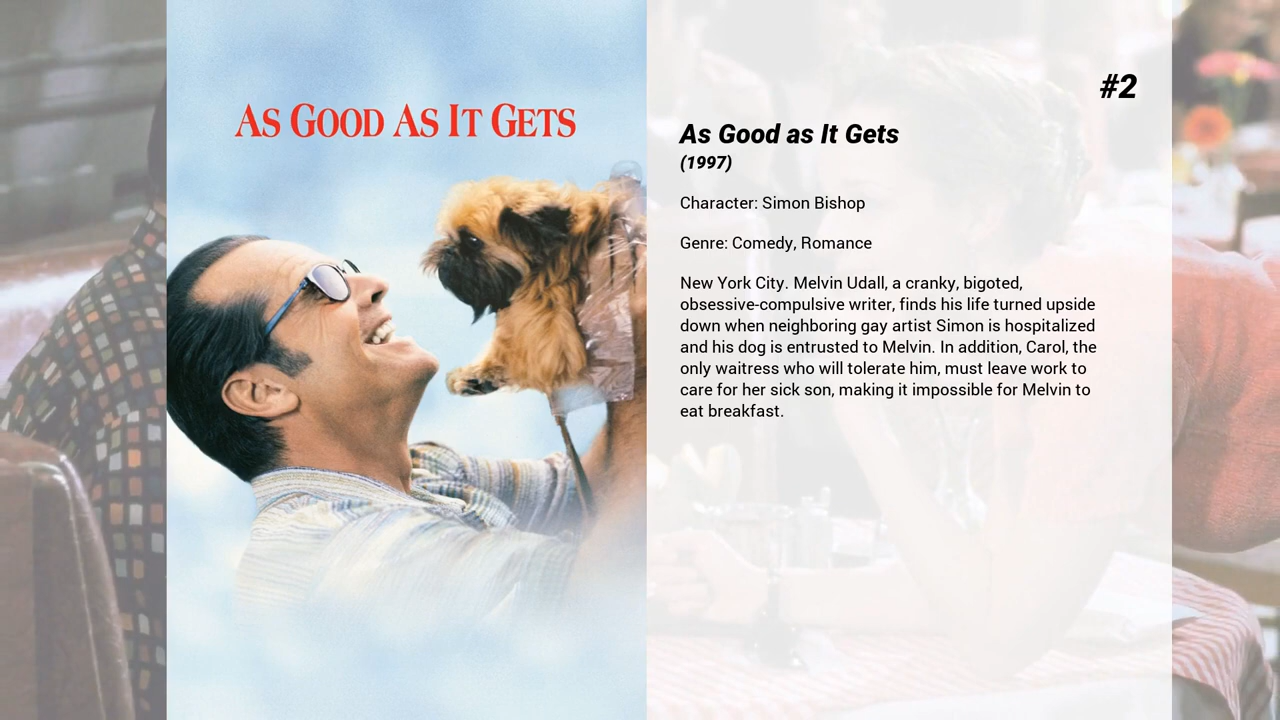 AS GOOD AS IT GETS
#2
As Good as It Gets
(1997)
Character: Simon Bishop
Genre: Comedy, Romance
New York City. Melvin Udall, a cranky, bigoted,
obsessive-compulsive writer, finds his life turned upside
down when neighboring gay artist Simon is hospitalized
and his dog is entrusted to Melvin. In addition, Carol, the
only waitress who will tolerate him, must leave work to
care for her sick son, making it impossible for Melvin to
eat breakfast.